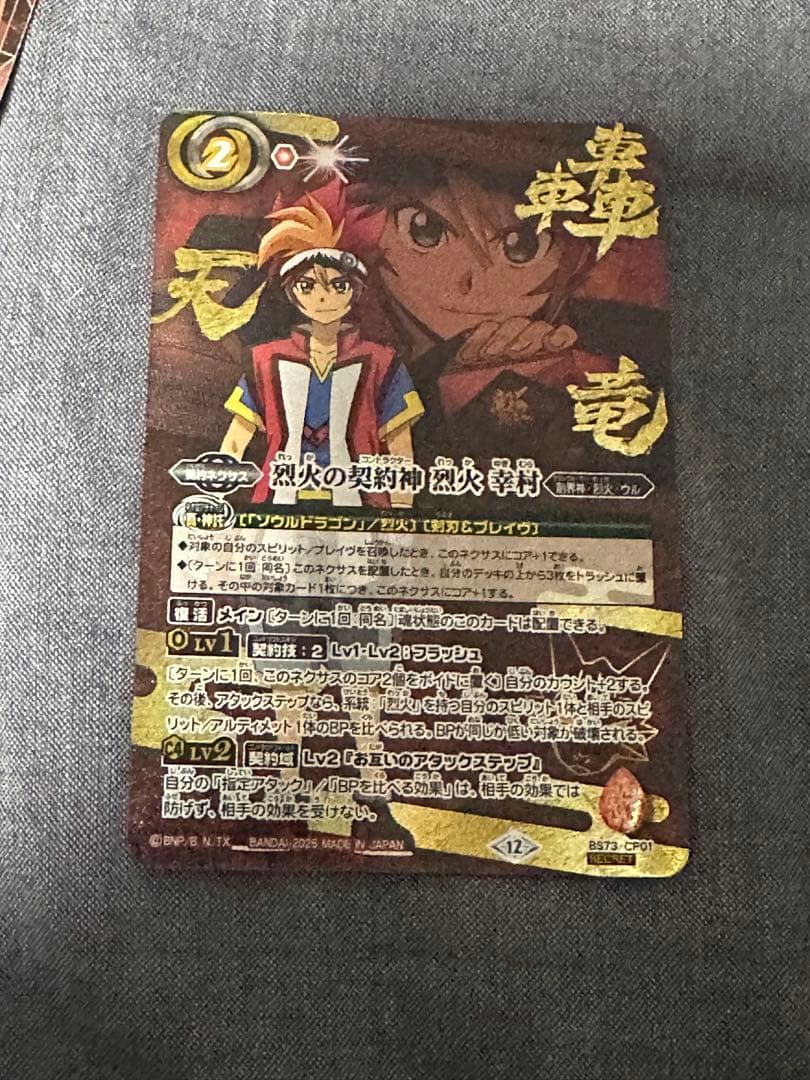 2
轟
天
竜
契約ネクサス
烈火の契約神 烈火 幸村
創界神・烈火・ウル
真・神託
[「ソウルドラゴン」/烈火] [剣刃&ブレイヴ]
◆対象の自分のスピリット/ブレイヴを召喚したとき、このネクサスにコア+1できる。
◆[ターンに1回:同名]このネクサスを配置したとき、自分のデッキの上から3枚をトラッシュに置
ける。その中の対象カード1枚につき、このネクサスにコア+1する。
復活 メイン[ターンに1回:同名]魂状態のこのカードは配置できる。
0 LV1 契約技:2 Lv1・Lv2:フラッシュ
[ターンに1回、このネクサスのコア2個をボイドに置く]自分のカウント+2する。
その後、アタックステップなら、系統:「烈火」を持つ自分のスピリット1体と相手のスピ
リット/アルティメット1体のBPを比べられる。BPが同じか低い対象が破壊される。
LV2 契約域 Lv2『お互いのアタックステップ』
自分の「指定アタック」/「BPを比べる効果」は、相手の効果では
防げず、相手の効果を受けない。
BANDAI 2026 MADE IN JAPAN
12
BS73-CP01
SECRET